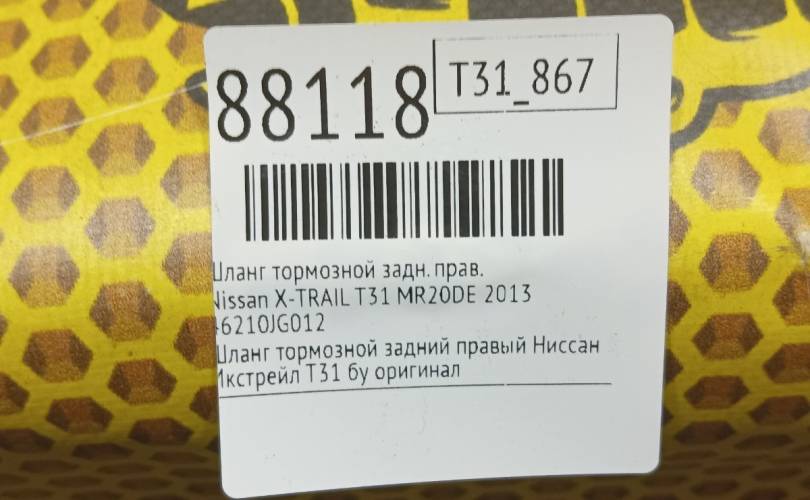 88118
T31_867
Шланг тормозной задн. прав.
Nissan X-TRAIL T31 MR20DE 2013
46210JG012
Шланг тормозной задний правый Ниссан
Икстрейл Т31 бу оригинал